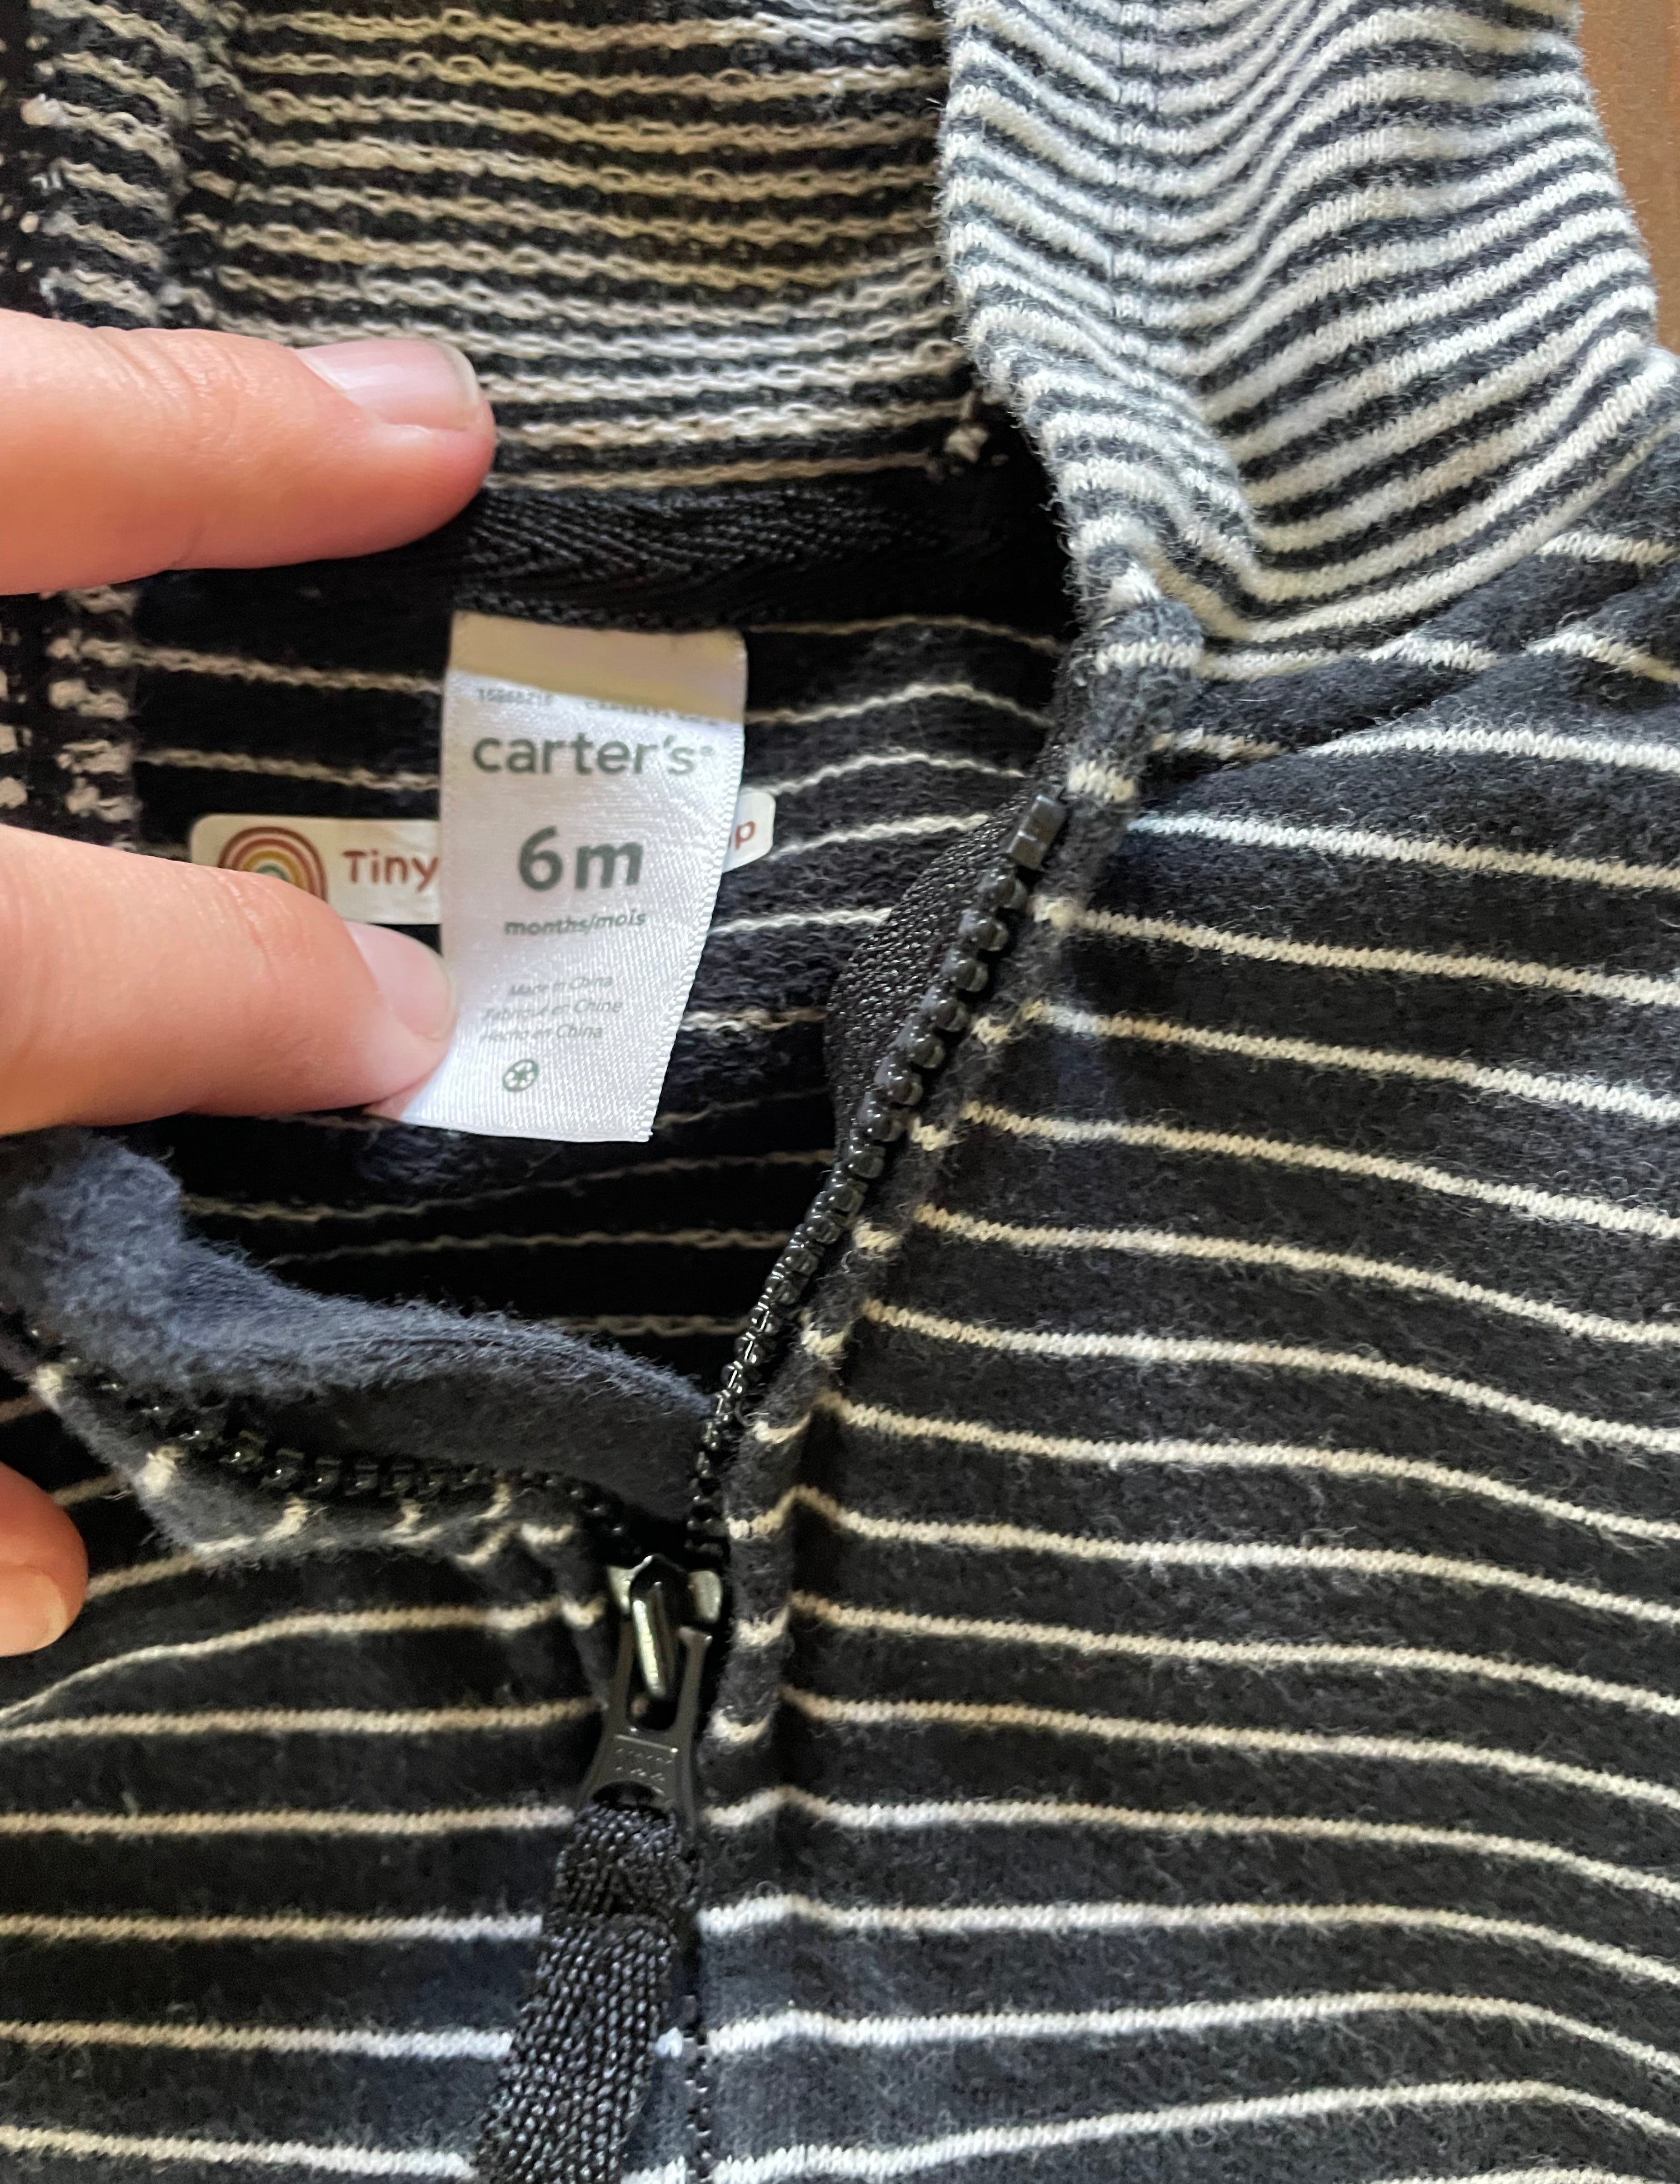 carter's®
Tiny
6m
months/mois
Made in China
Fabriqué en Chine
Hecho en China